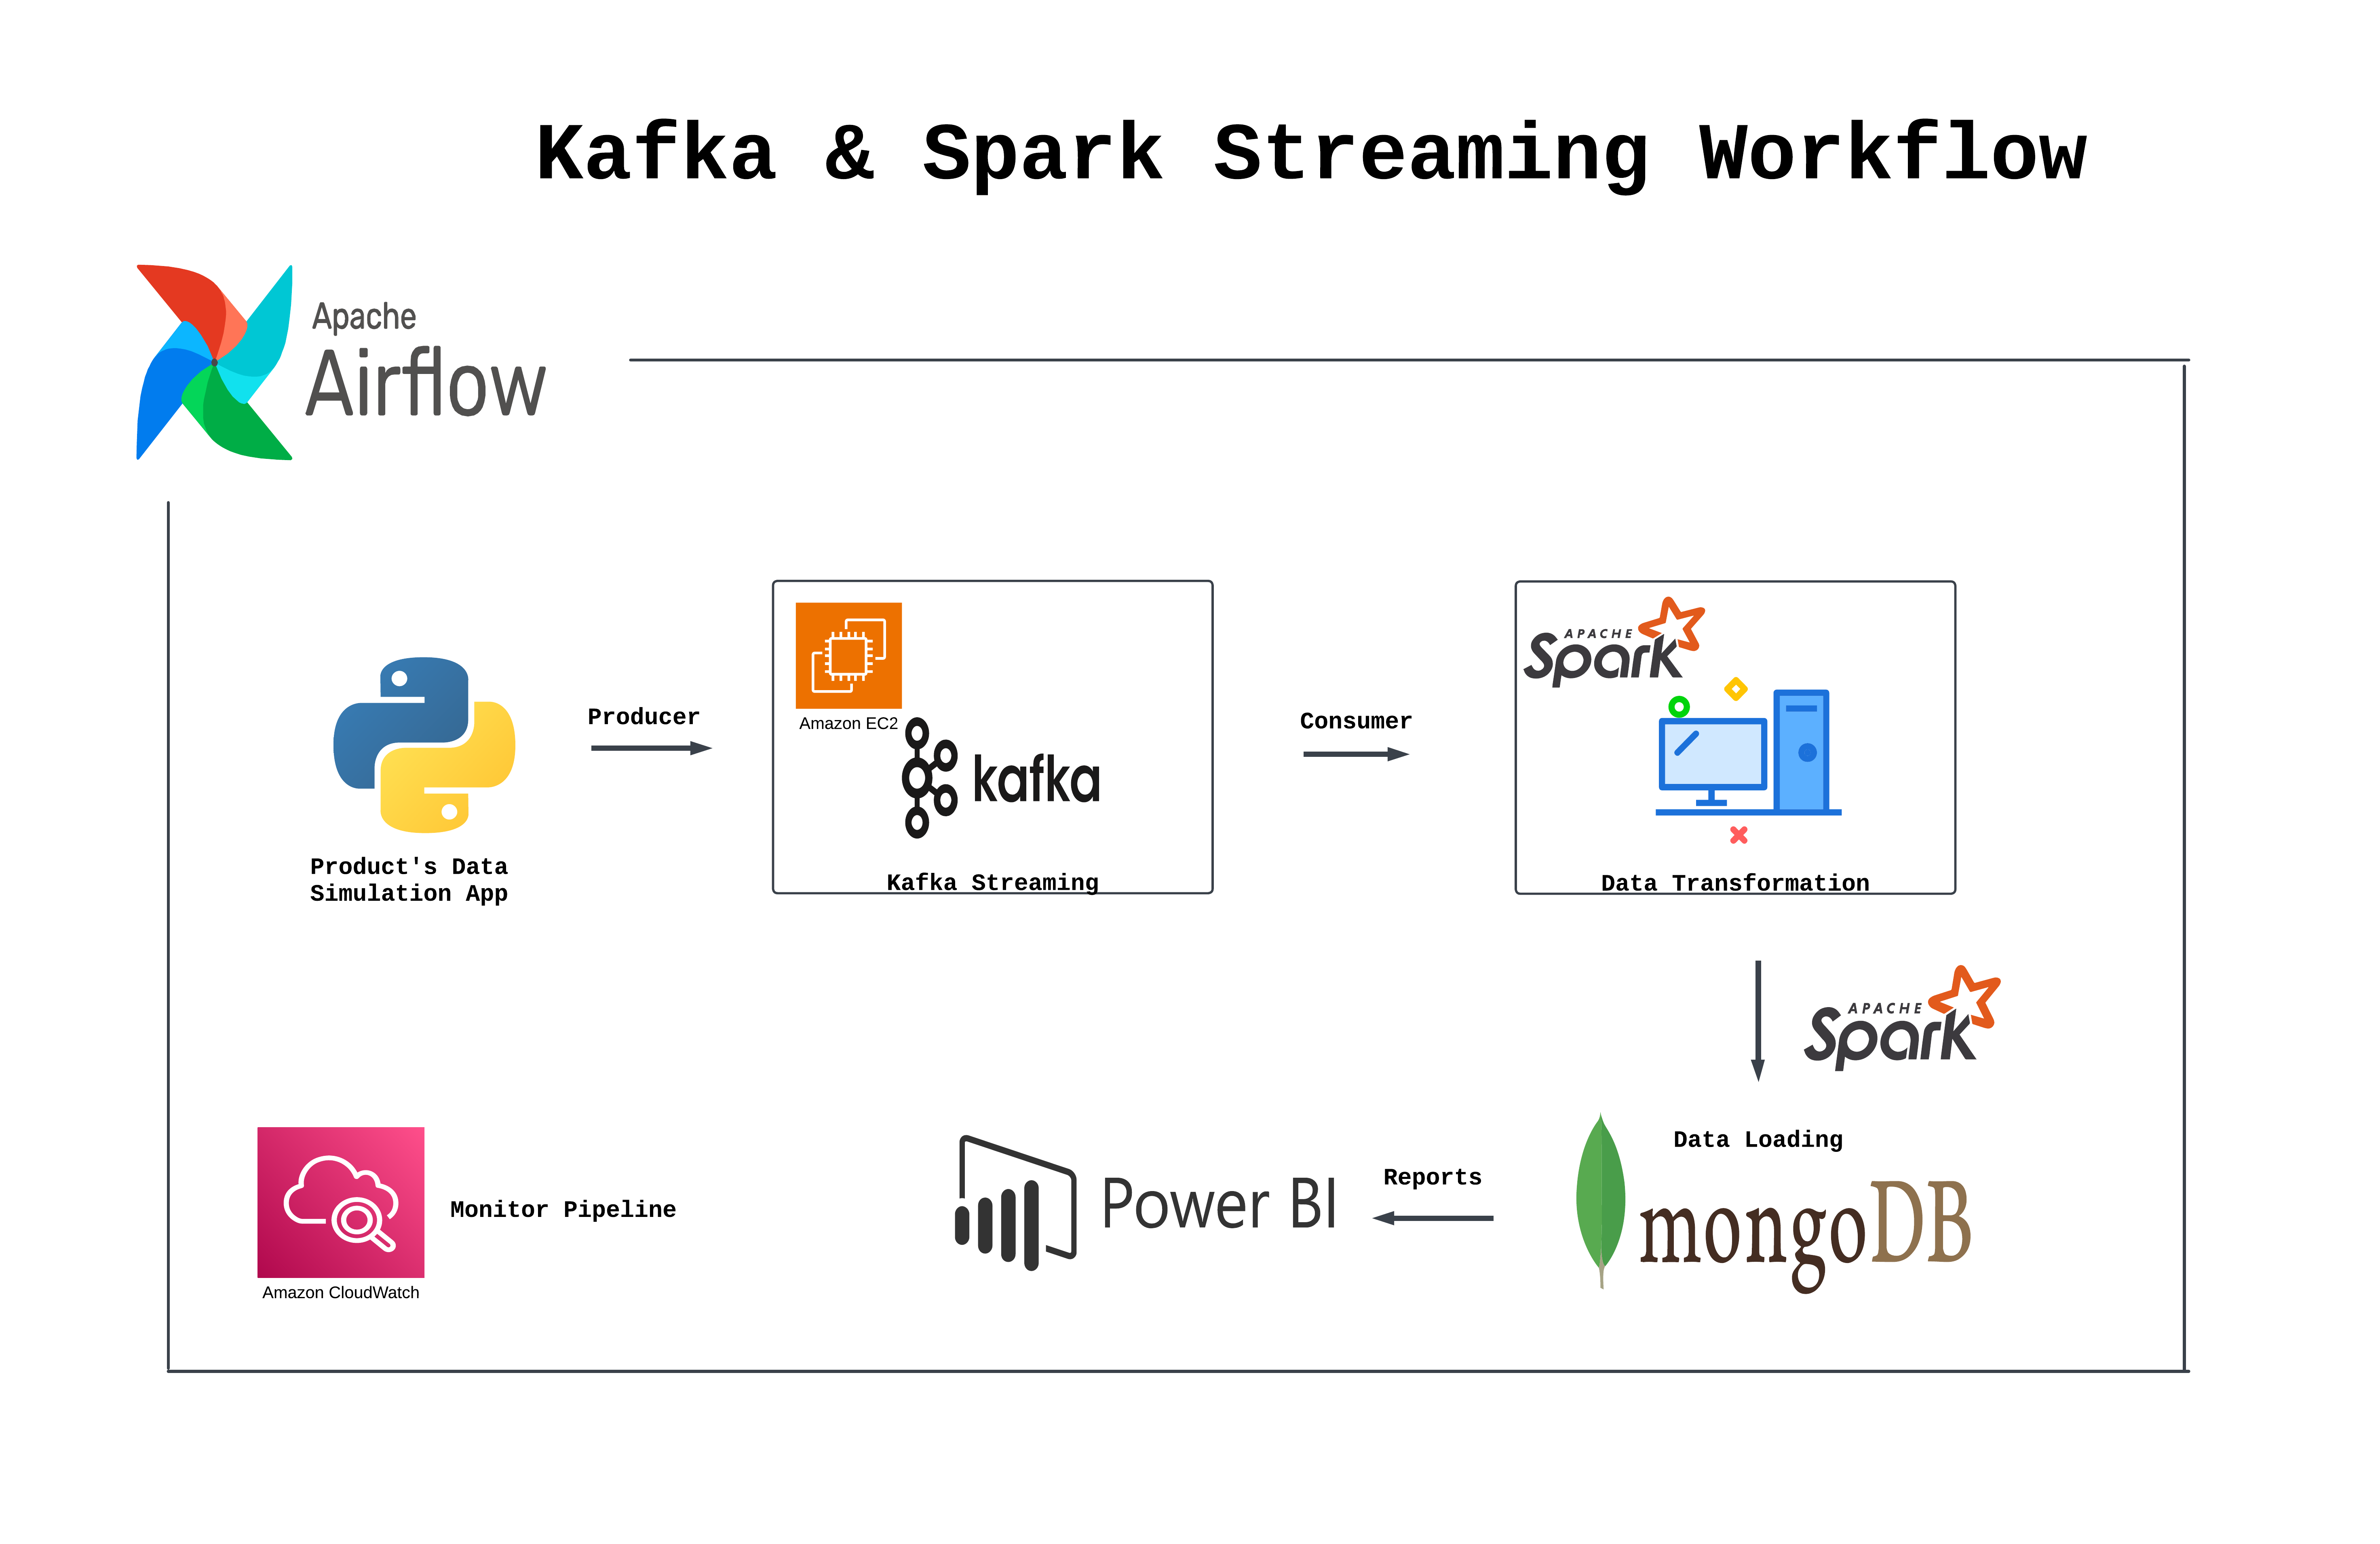 Kafka & Spark Streaming Workflow
Apache
Airflow
Producer
Product's Data
Simulation App
Amazon EC2
kafka
Kafka Streaming
Consumer
APACHE
Spark
Data Transformation
APACHE
Spark
Data Loading
mongoDB
Reports
Power BI
Monitor Pipeline
Amazon CloudWatch